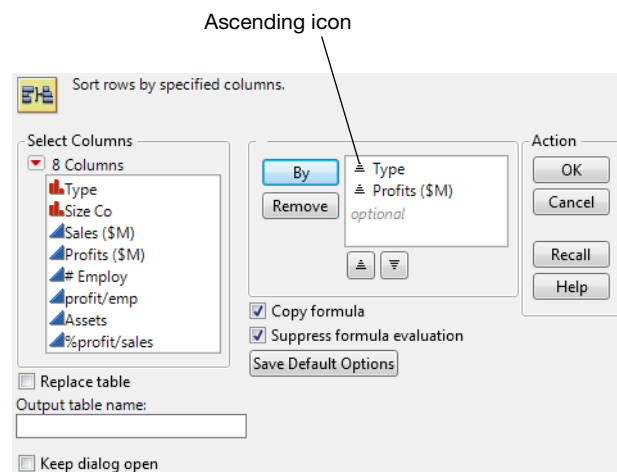 Ascending icon
Sort rows by specified columns.
Select Columns
8 Columns
Type
Size Co
Sales ($M)
Profits ($M)
# Employ
profit/emp
Assets
%profit/sales
Replace table
Output table name:
Keep dialog open
By
Remove
Type
Profits ($M)
optional
Copy formula
Suppress formula evaluation
Save Default Options
Action
OK
Cancel
Recall
Help